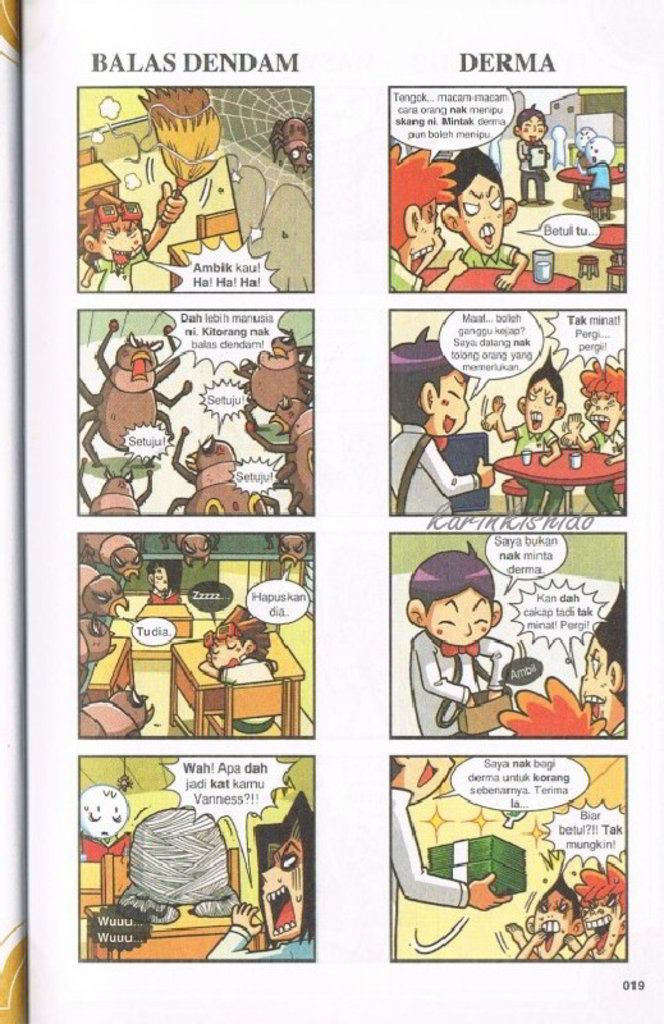 BALAS DENDAM
Ambik kau!
Ha! Ha! Ha!
Dah lebih manusia
ni. Kitorang nak
balas dendam!
Setuju!
Setuju!
Setuju!
Tu dia..
Zzzzz...
Hapuskan
dia..
Wah! Apa dah
jadi kat kamu
Vanness?!!
Wuuu...
Wuuu...
DERMA
Tengok... macam-macam
cara orang nak menipu
skang ni. Mintak derma
pun boleh menipu.
Betul tu...
Maaf... boleh
ganggu kejap?
Saya datang nak
tolong orang yang
memerlukan.
Tak minat!
Pergi...
pergi!
KarinKishido
Saya bukan
nak minta
derma.
Kan dah
cakap tadi tak
minat! Pergi!
Ambil
Saya nak bagi
derma untuk korang
sebenarnya. Terima
la...
Biar
betul?!! Tak
mungkin!
019